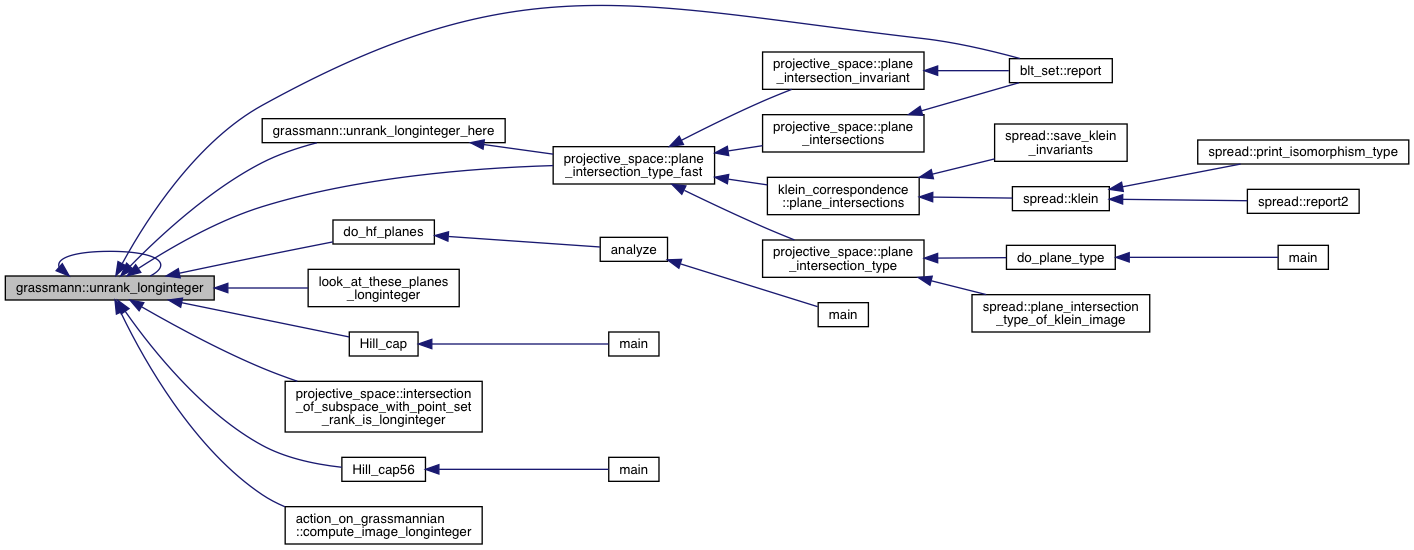 grassmann::unrank_longinteger
grassmann::unrank_longinteger_here
do_hf_planes
look_at_these_planes
_longinteger
Hill_cap
projective_space::intersection
_of_subspace_with_point_set
_rank_is_longinteger
Hill_cap56
action_on_grassmannian
::compute_image_longinteger
projective_space::plane
_intersection_type_fast
analyze
main
main
projective_space::plane
_intersection_invariant
projective_space::plane
_intersections
klein_correspondence
::plane_intersections
projective_space::plane
_intersection_type
main
blt_set::report
spread::save_klein
_invariants
spread::klein
do_plane_type
spread::plane_intersection
_type_of_klein_image
spread::print_isomorphism_type
spread::report2
main